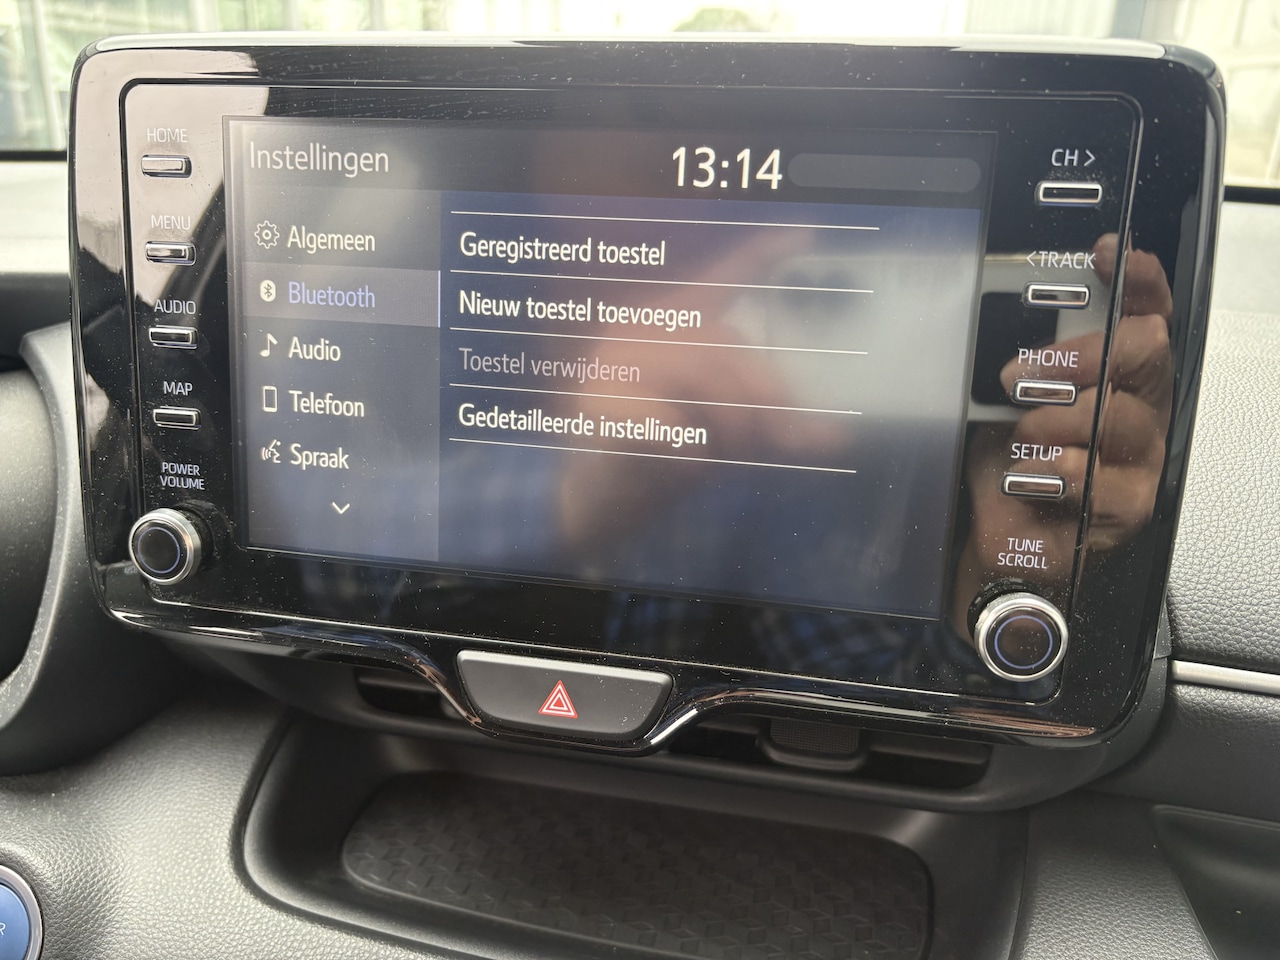 HOME
MENU
AUDIO
MAP
POWER
VOLUME
Instellingen
13:14
Algemeen
Bluetooth
Audio
Telefoon
Spraak
Geregistreerd toestel
Nieuw toestel toevoegen
Toestel verwijderen
Gedetailleerde instellingen
CH >
<TRACK
PHONE
SETUP
TUNE
SCROLL
R